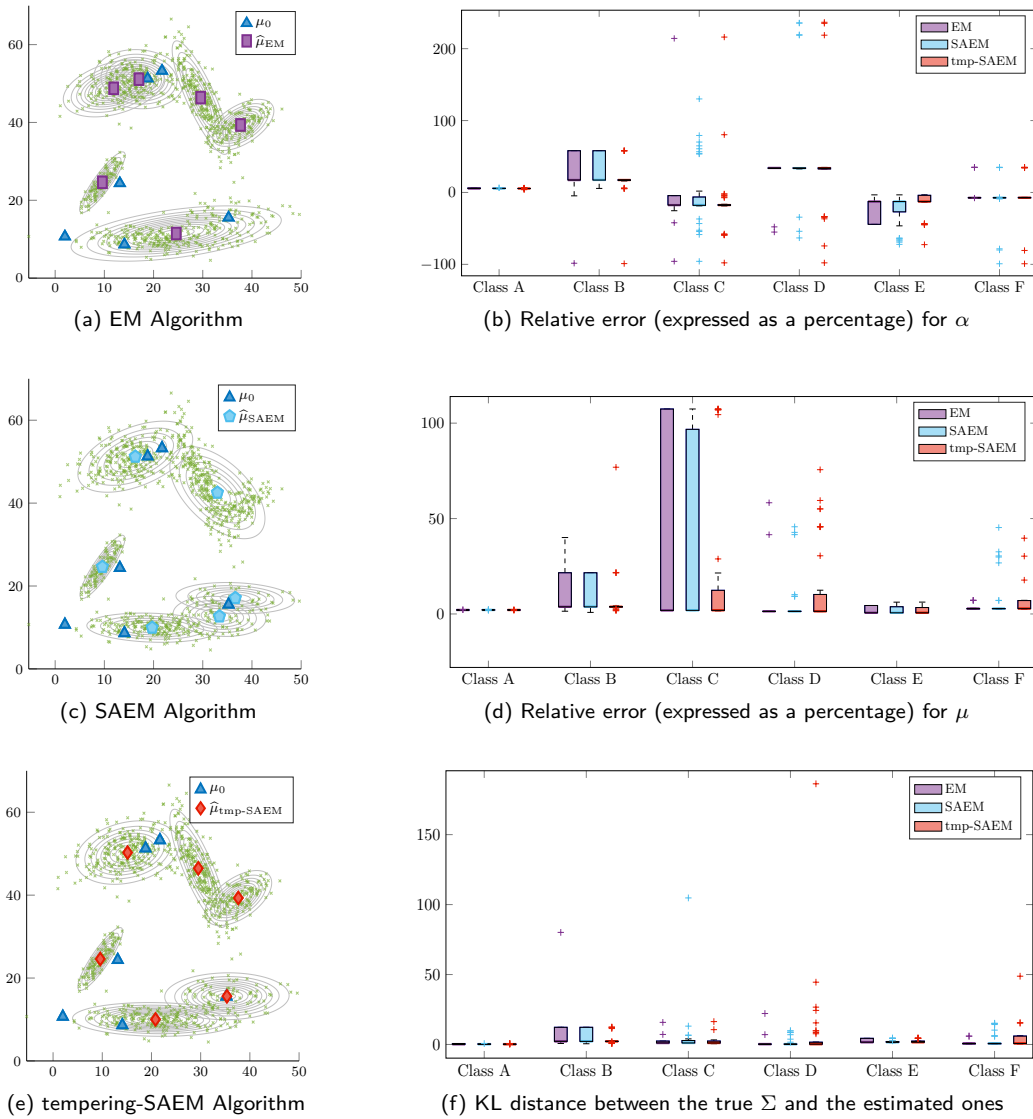 60
40
20
0
0 10 20 30 40 50
μ₀
μ̂EM
(a) EM Algorithm
200
100
0
−100
Class A Class B Class C Class D Class E Class F
EM
SAEM
tmp-SAEM
(b) Relative error (expressed as a percentage) for α
60
40
20
0
0 10 20 30 40 50
μ₀
μ̂SAEM
(c) SAEM Algorithm
100
50
0
Class A Class B Class C Class D Class E Class F
EM
SAEM
tmp-SAEM
(d) Relative error (expressed as a percentage) for μ
60
40
20
0
0 10 20 30 40 50
μ₀
μ̂tmp-SAEM
(e) tempering-SAEM Algorithm
150
100
50
0
Class A Class B Class C Class D Class E Class F
EM
SAEM
tmp-SAEM
(f) KL distance between the true Σ and the estimated ones